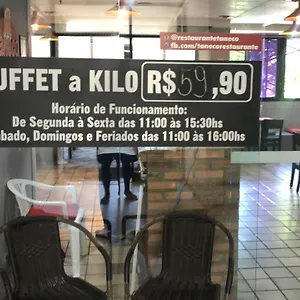 @restaurantetaneco
fb.com/tanecorestaurante
UFFET a KILO R$59,90
Horário de Funcionamento:
De Segunda à Sexta das 11:00 às 15:30hs
ábado, Domingos e Feriados das 11:00 às 16:00hs